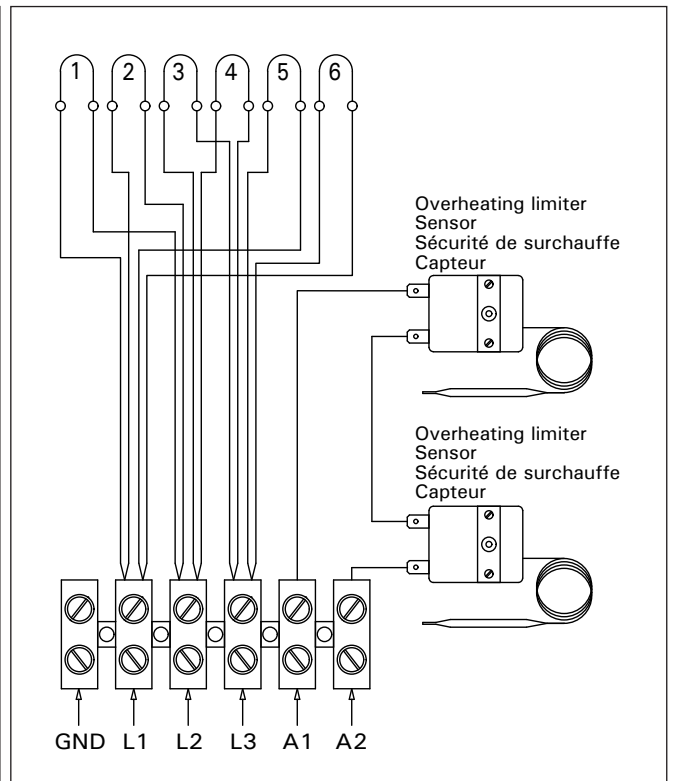 1 2 3 4 5 6
Overheating limiter
Sensor
Sécurité de surchauffe
Capteur
Overheating limiter
Sensor
Sécurité de surchauffe
Capteur
GND L1 L2 L3 A1 A2